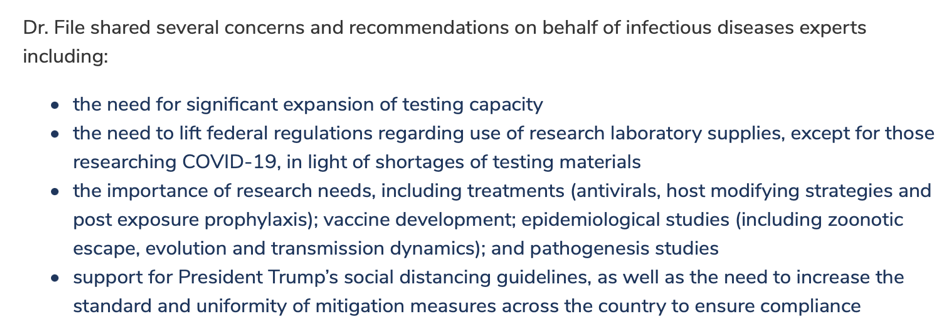 Dr. File shared several concerns and recommendations on behalf of infectious diseases experts
including:
• the need for significant expansion of testing capacity
• the need to lift federal regulations regarding use of research laboratory supplies, except for those
researching COVID-19, in light of shortages of testing materials
• the importance of research needs, including treatments (antivirals, host modifying strategies and
post exposure prophylaxis); vaccine development; epidemiological studies (including zoonotic
escape, evolution and transmission dynamics); and pathogenesis studies
• support for President Trump’s social distancing guidelines, as well as the need to increase the
standard and uniformity of mitigation measures across the country to ensure compliance